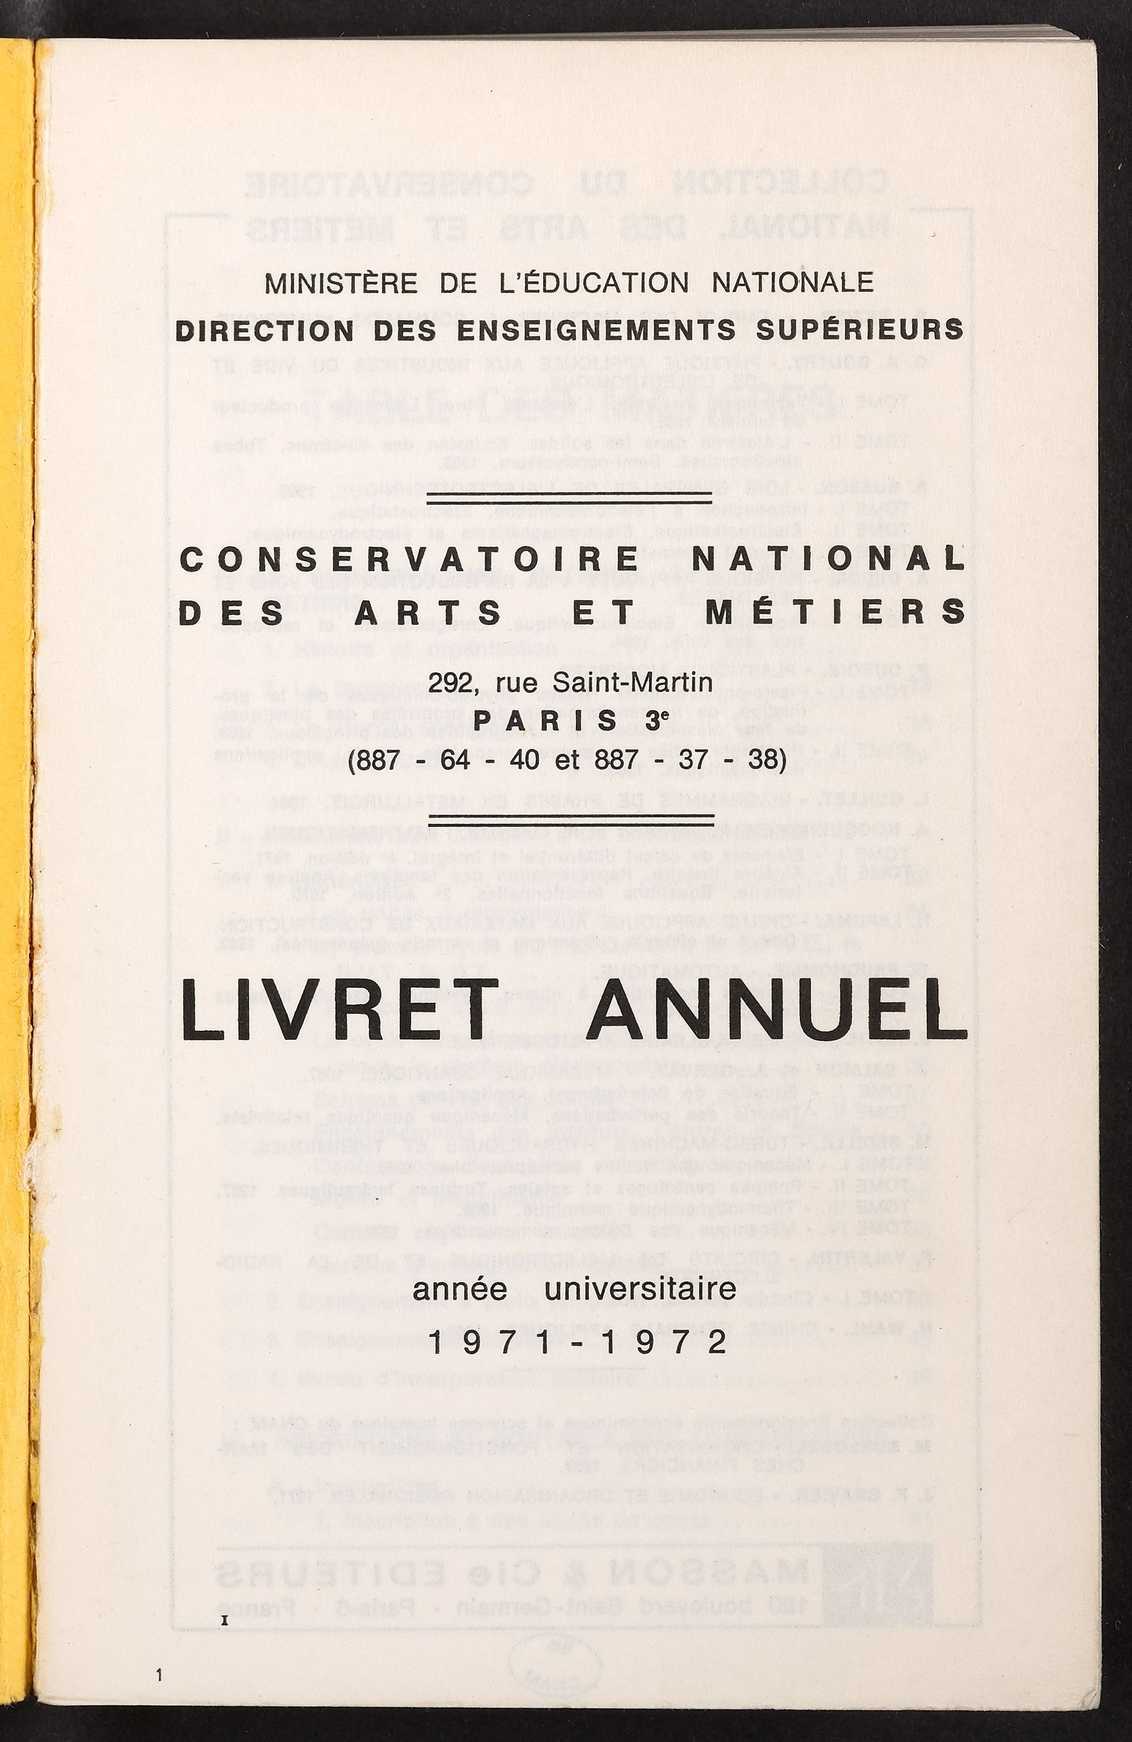 MINISTÈRE DE L'ÉDUCATION NATIONALE
DIRECTION DES ENSEIGNEMENTS SUPÉRIEURS
CONSERVATOIRE NATIONAL
DES ARTS ET MÉTIERS
292, rue Saint-Martin
PARIS 3e
(887 - 64 - 40 et 887 - 37 - 38)
LIVRET ANNUEL
année universitaire
1971-1972
I
1